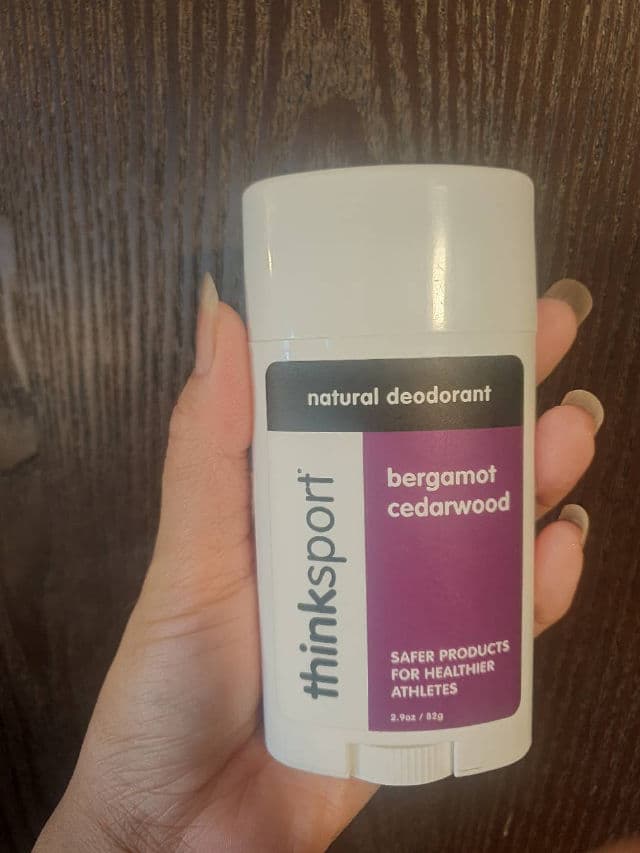 natural deodorant
thinksport
bergamot
cedarwood
SAFER PRODUCTS
FOR HEALTHIER
ATHLETES
2.9oz / 82g